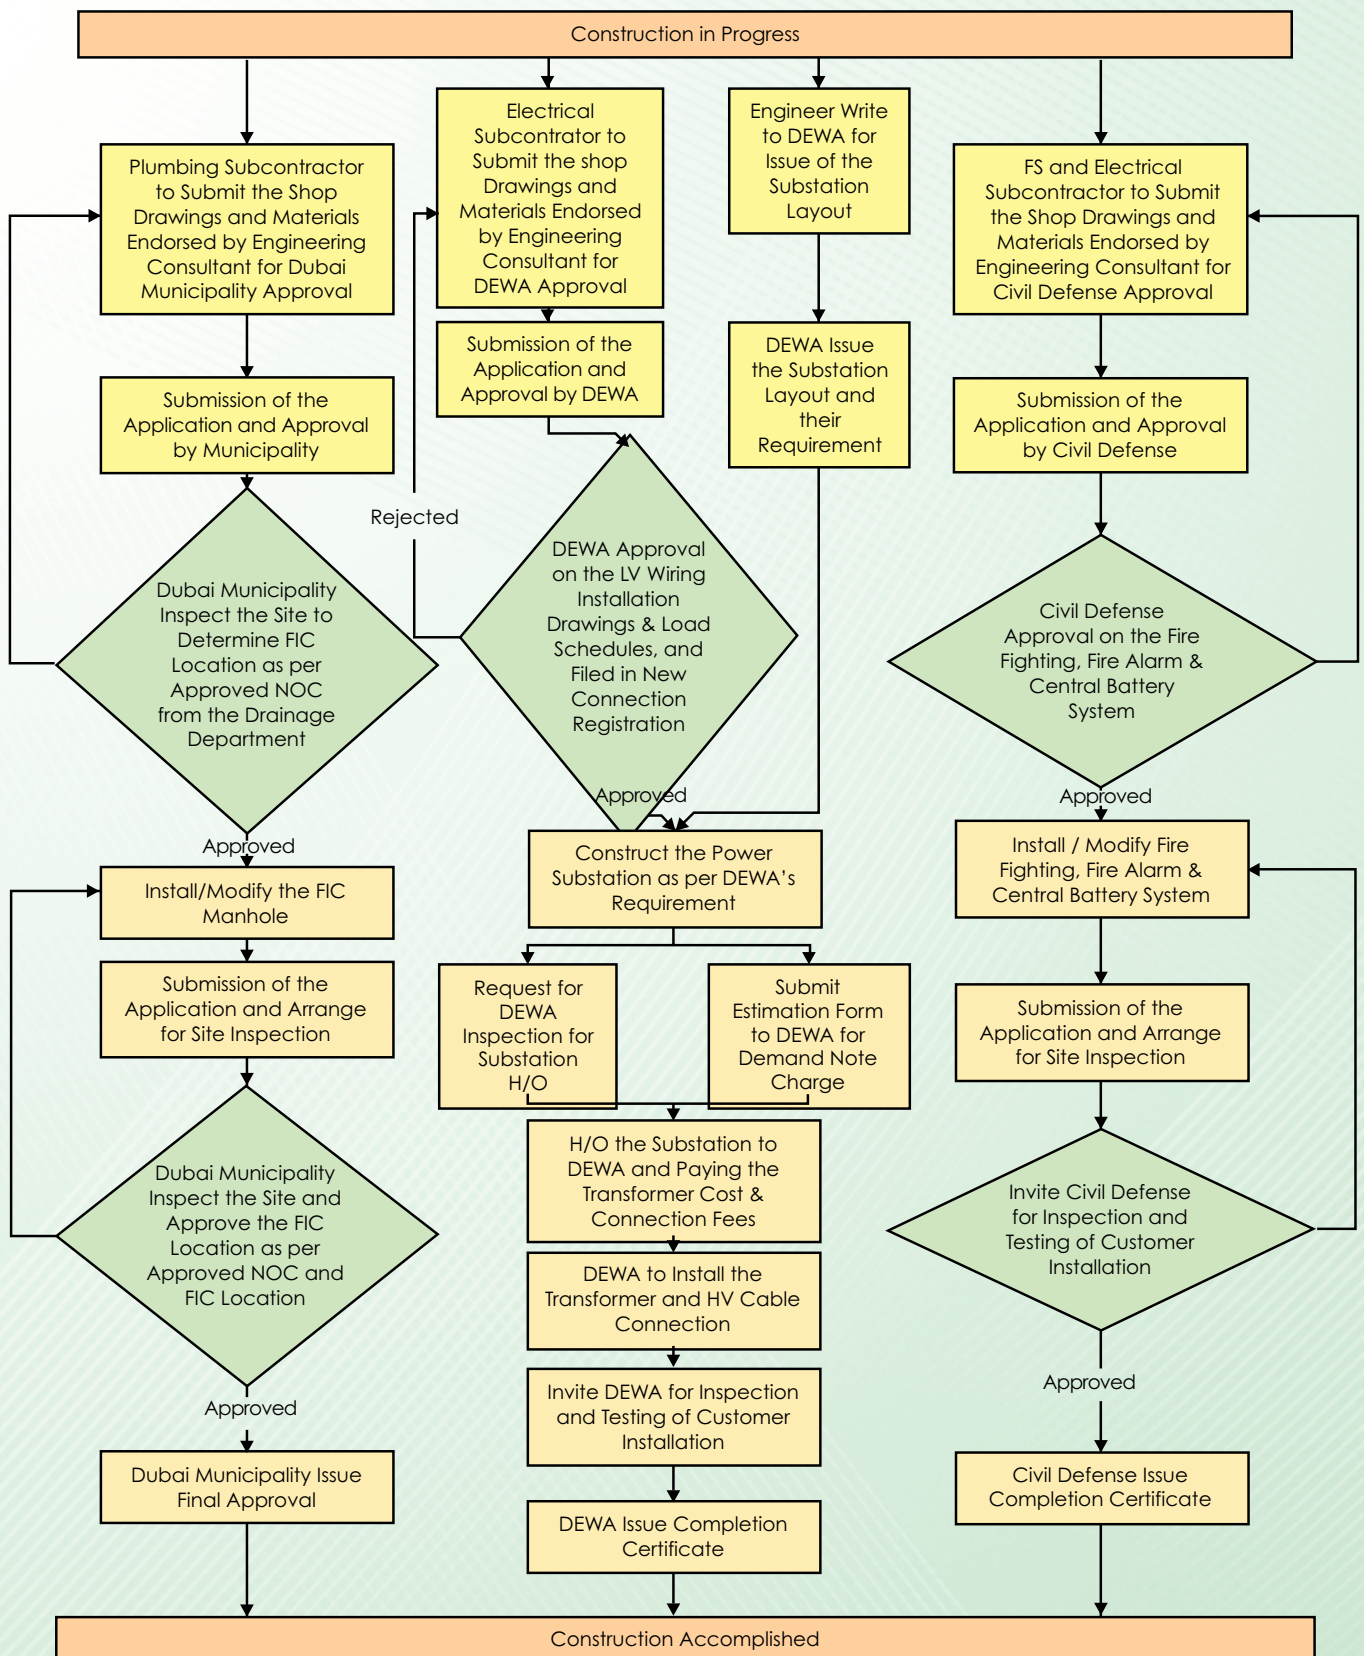 Construction in Progress
Plumbing Subcontractor
to Submit the Shop
Drawings and Materials
Endorsed by Engineering
Consultant for Dubai
Municipality Approval
Electrical
Subcontrator to
Submit the shop
Drawings and
Materials Endorsed
by Engineering
Consultant for
DEWA Approval
Engineer Write
to DEWA for
Issue of the
Substation
Layout
FS and Electrical
Subcontractor to Submit
the Shop Drawings and
Materials Endorsed by
Engineering Consultant for
Civil Defense Approval
Submission of the
Application and Approval
by Municipality
Submission of the
Application and
Approval by DEWA
DEWA Issue
the Substation
Layout and
their
Requirement
Submission of the
Application and Approval
by Civil Defense
Rejected
Dubai Municipality
Inspect the Site to
Determine FIC
Location as per
Approved NOC
from the Drainage
Department
DEWA Approval
on the LV Wiring
Installation
Drawings & Load
Schedules, and
Filed in New
Connection
Registration
Civil Defense
Approval on the Fire
Fighting, Fire Alarm &
Central Battery
System
Approved
Approved
Approved
Install/Modify the FIC
Manhole
Construct the Power
Substation as per DEWA's
Requirement
Install / Modify Fire
Fighting, Fire Alarm &
Central Battery System
Submission of the
Application and Arrange
for Site Inspection
Request for
DEWA
Inspection for
Substation
H/O
Submit
Estimation Form
to DEWA for
Demand Note
Charge
Submission of the
Application and Arrange
for Site Inspection
Dubai Municipality
Inspect the Site and
Approve the FIC
Location as per
Approved NOC and
FIC Location
H/O the Substation to
DEWA and Paying the
Transformer Cost &
Connection Fees
Invite Civil Defense
for Inspection and
Testing of Customer
Installation
DEWA to Install the
Transformer and HV Cable
Connection
Approved
Invite DEWA for Inspection
and Testing of Customer
Installation
Approved
Dubai Municipality Issue
Final Approval
DEWA Issue Completion
Certificate
Civil Defense Issue
Completion Certificate
Construction Accomplished